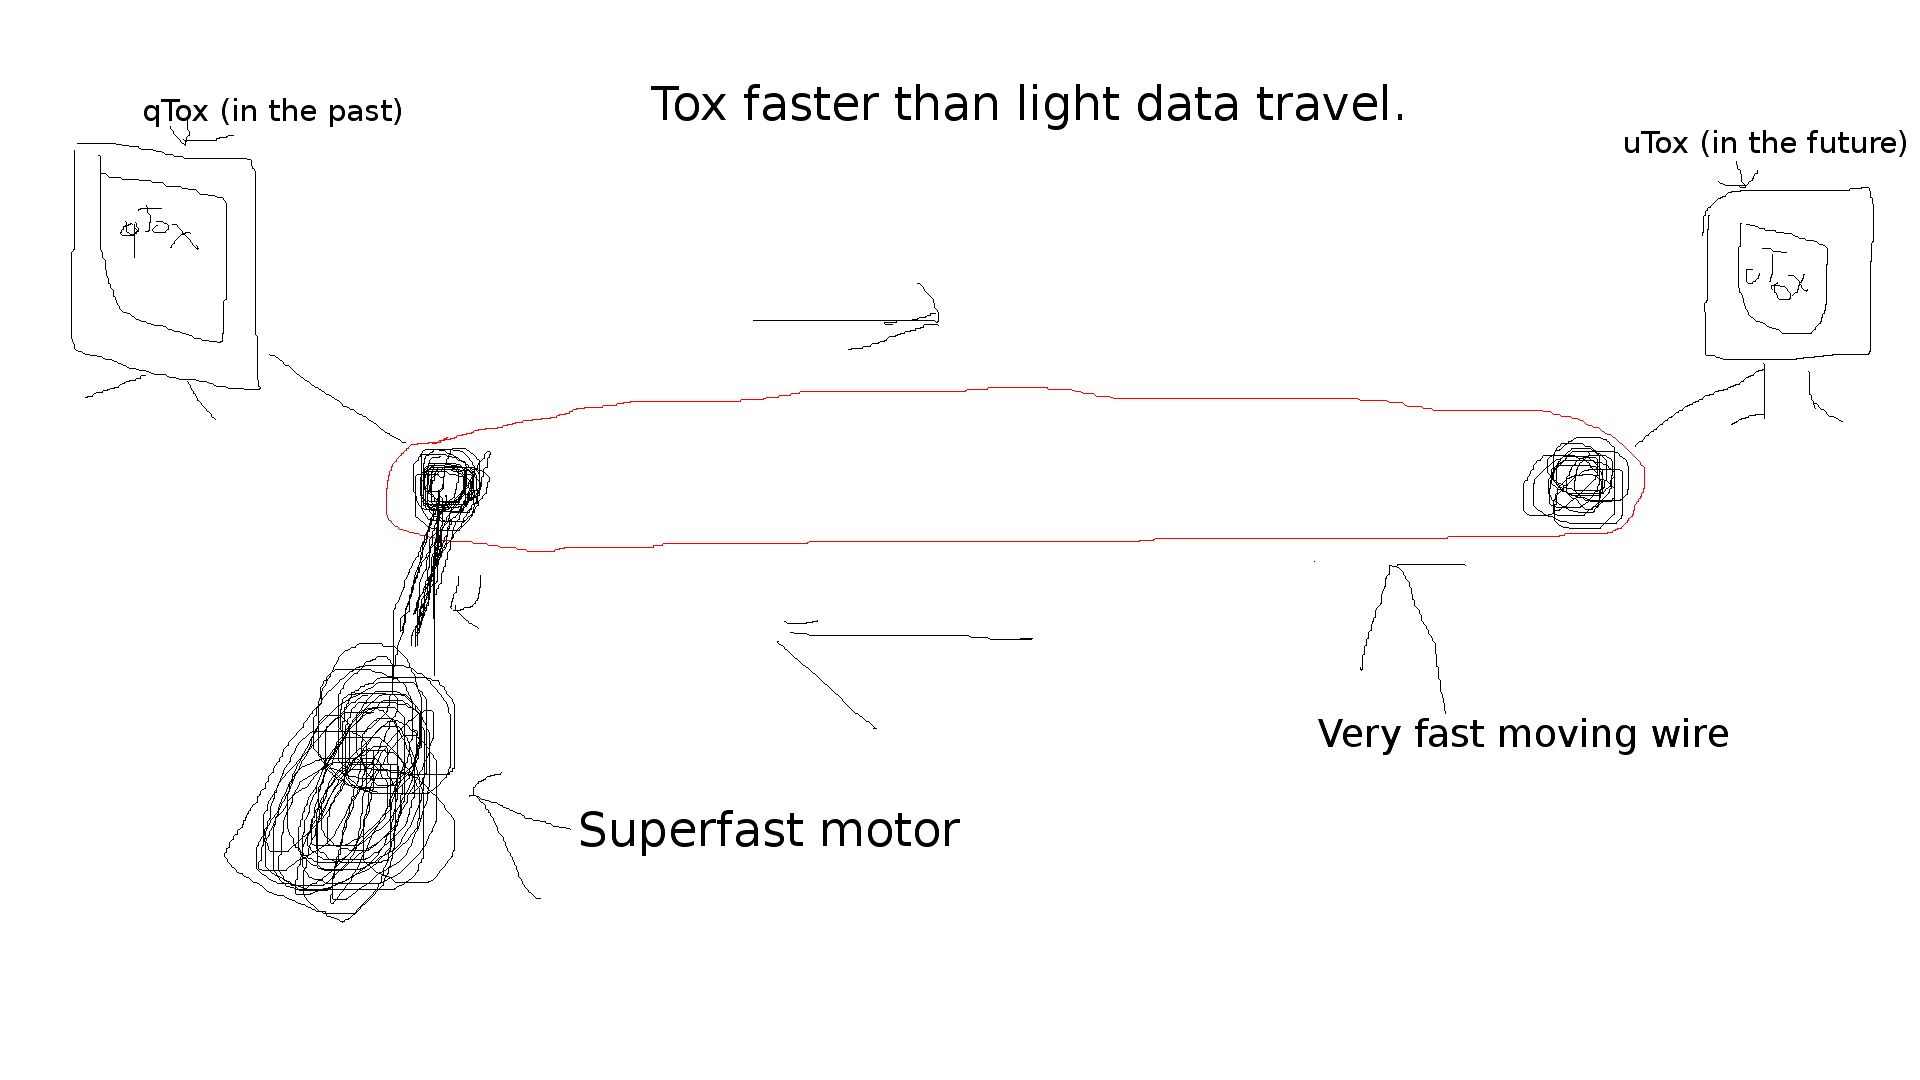 Tox faster than light data travel.
qTox (in the past)
uTox (in the future)
qTox
uTox
Very fast moving wire
Superfast motor